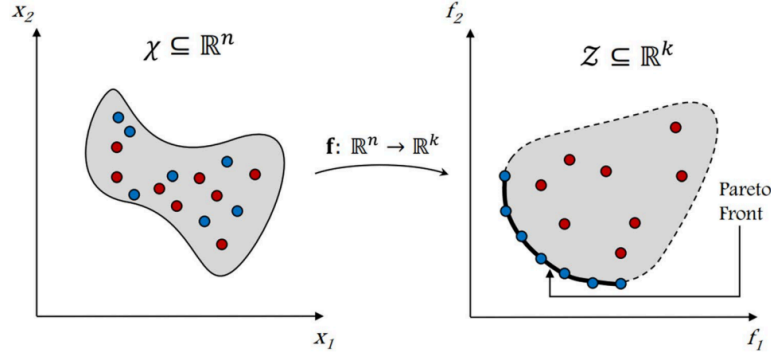 x₂
χ ⊆ ℝⁿ
x₁
f: ℝⁿ → ℝᵏ
f₂
𝒵 ⊆ ℝᵏ
Pareto
Front
f₁